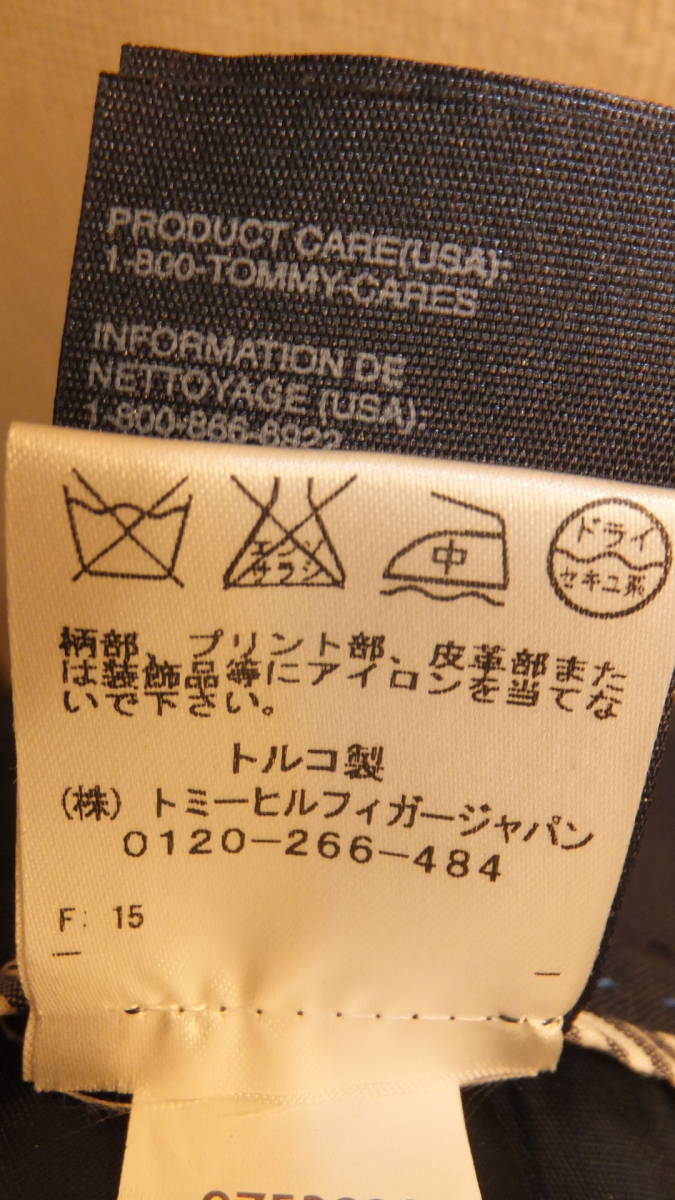 PRODUCT CARE(USA):
1-800-TOMMY-CARES
INFORMATION DE
NETTOYAGE (USA):
1-800-866-6922
エンソ
サラシ
中
ドライ
セキユ系
柄部、プリント部、皮革部また
は装飾品等にアイロンを当てな
いで下さい。
トルコ製
(株) トミーヒルフィガージャパン
0120-266-484
F: 15